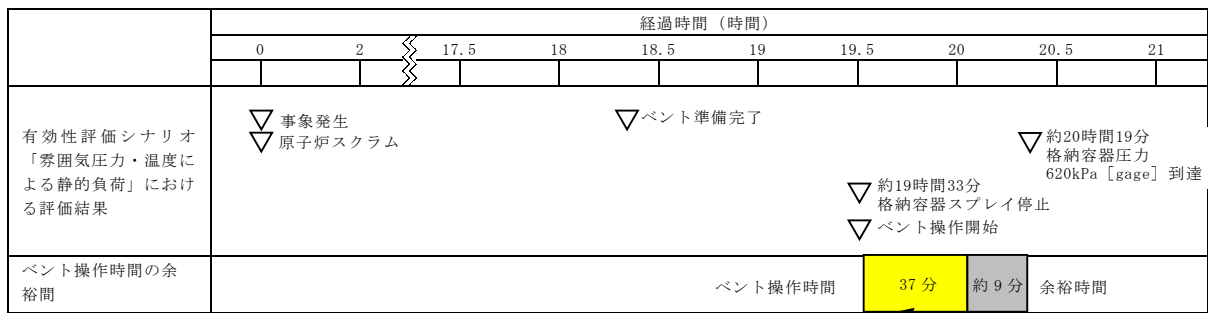 経過時間 (時間)
0 2 17.5 18 18.5 19 19.5 20 20.5 21
有効性評価シナリオ
「雰囲気圧力・温度に
よる静的負荷」におけ
る評価結果
事象発生
原子炉スクラム
ベント準備完了
約20時間19分
格納容器圧力
620kPa [gage] 到達
約19時間33分
格納容器スプレイ停止
ベント操作開始
ベント操作時間の余
裕間
ベント操作時間
37 分
約 9 分
余裕時間